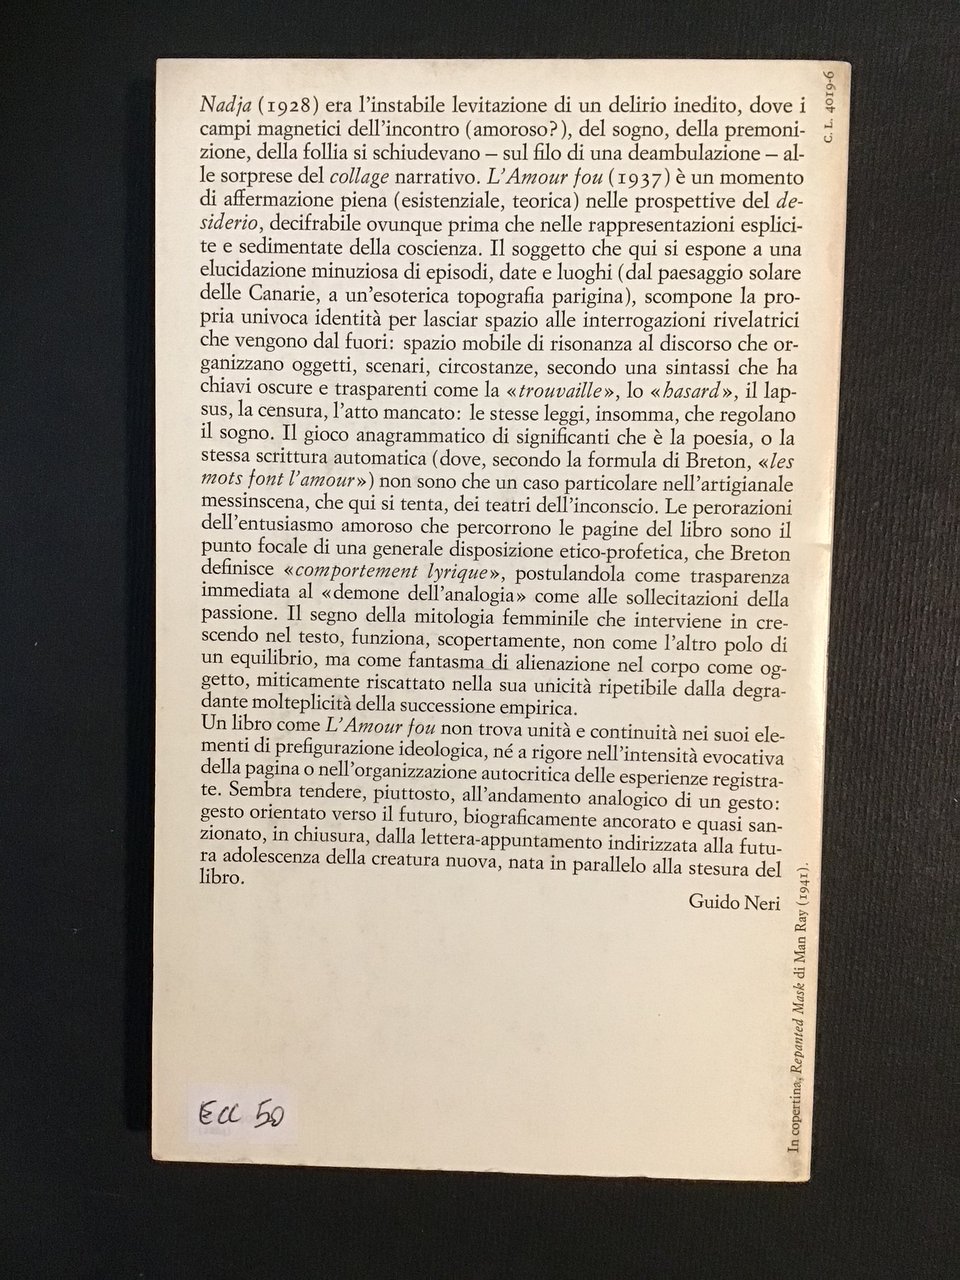 Nadja (1928) era l'instabile levitazione di un delirio inedito, dove i
campi magnetici dell'incontro (amoroso?), del sogno, della premoni-
zione, della follia si schiudevano – sul filo di una deambulazione – al-
le sorprese del collage narrativo. L'Amour fou (1937) è un momento
di affermazione piena (esistenziale, teorica) nelle prospettive del de-
siderio, decifrabile ovunque prima che nelle rappresentazioni esplici-
te e sedimentate della coscienza. Il soggetto che qui si espone a una
elucidazione minuziosa di episodi, date e luoghi (dal paesaggio solare
delle Canarie, a un'esoterica topografia parigina), scompone la pro-
pria univoca identità per lasciar spazio alle interrogazioni rivelatrici
che vengono dal fuori: spazio mobile di risonanza al discorso che or-
ganizzano oggetti, scenari, circostanze, secondo una sintassi che ha
chiavi oscure e trasparenti come la «trouvaille», lo «hasard», il lap-
sus, la censura, l'atto mancato: le stesse leggi, insomma, che regolano
il sogno. Il gioco anagrammatico di significanti che è la poesia, o la
stessa scrittura automatica (dove, secondo la formula di Breton, «les
mots font l'amour») non sono che un caso particolare nell'artigianale
messinscena, che qui si tenta, dei teatri dell'inconscio. Le perorazioni
dell'entusiasmo amoroso che percorrono le pagine del libro sono il
punto focale di una generale disposizione etico-profetica, che Breton
definisce «comportement lyrique», postulandola come trasparenza
immediata al «demone dell'analogia» come alle sollecitazioni della
passione. Il segno della mitologia femminile che interviene in cre-
scendo nel testo, funziona, scopertamente, non come l'altro polo di
un equilibrio, ma come fantasma di alienazione nel corpo come og-
getto, miticamente riscattato nella sua unicità ripetibile dalla degra-
dante molteplicità della successione empirica.
Un libro come L'Amour fou non trova unità e continuità nei suoi ele-
menti di prefigurazione ideologica, né a rigore nell'intensità evocativa
della pagina o nell'organizzazione autocritica delle esperienze registra-
te. Sembra tendere, piuttosto, all'andamento analogico di un gesto:
gesto orientato verso il futuro, biograficamente ancorato e quasi san-
zionato, in chiusura, dalla lettera-appuntamento indirizzata alla futu-
ra adolescenza della creatura nuova, nata in parallelo alla stesura del
libro.
Guido Neri
C.L. 4019-6
In copertina, Repanted Mask di Man Ray (1941).
50